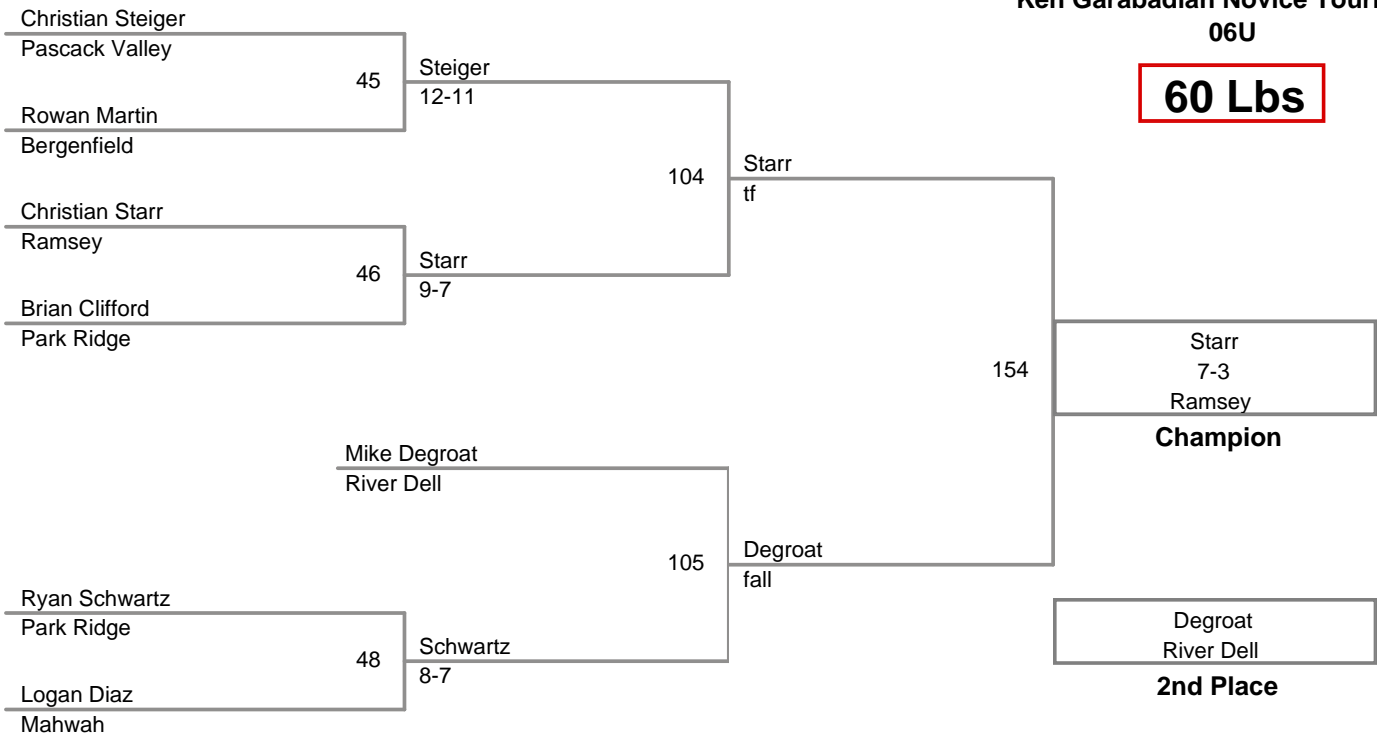 Ken Garabadian Novice
06U
60 Lbs
Christian Steiger
Pascack Valley
45
Steiger
12-11
Rowan Martin
Bergenfield
104
Starr
tf
Christian Starr
Ramsey
46
Starr
9-7
Brian Clifford
Park Ridge
154
Starr
7-3
Ramsey
Champion
Mike Degroat
River Dell
105
Degroat
fall
Ryan Schwartz
Park Ridge
48
Schwartz
8-7
Logan Diaz
Mahwah
Degroat
River Dell
2nd Place